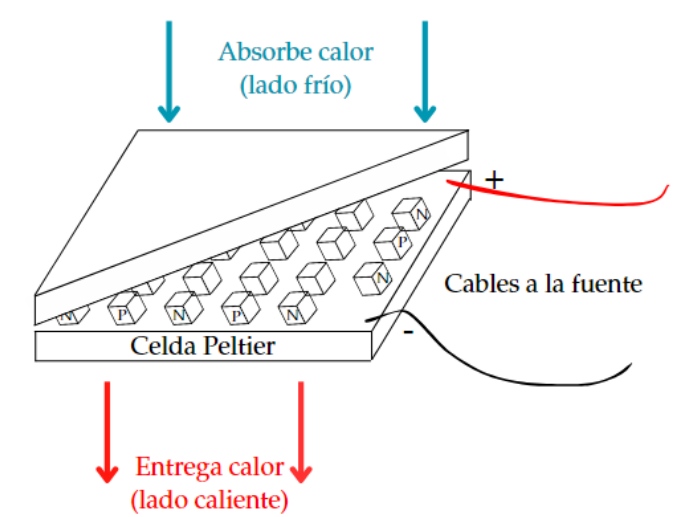 Absorbe calor
(lado frío)
+
N
P
N
N
P
N
P
N
Cables a la fuente
-
Celda Peltier
Entrega calor
(lado caliente)